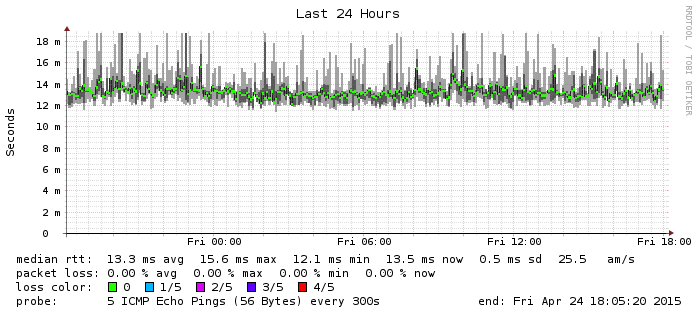 Last 24 Hours
RRDTOOL / TOBI OETIKER
Seconds
18 m
16 m
14 m
12 m
10 m
8 m
6 m
4 m
2 m
0
Fri 00:00 Fri 06:00 Fri 12:00 Fri 18:00
median rtt: 13.3 ms avg 15.6 ms max 12.1 ms min 13.5 ms now 0.5 ms sd 25.5 am/s
packet loss: 0.00 % avg 0.00 % max 0.00 % min 0.00 % now
loss color: 0 1/5 2/5 3/5 4/5
probe: 5 ICMP Echo Pings (56 Bytes) every 300s end: Fri Apr 24 18:05:20 2015